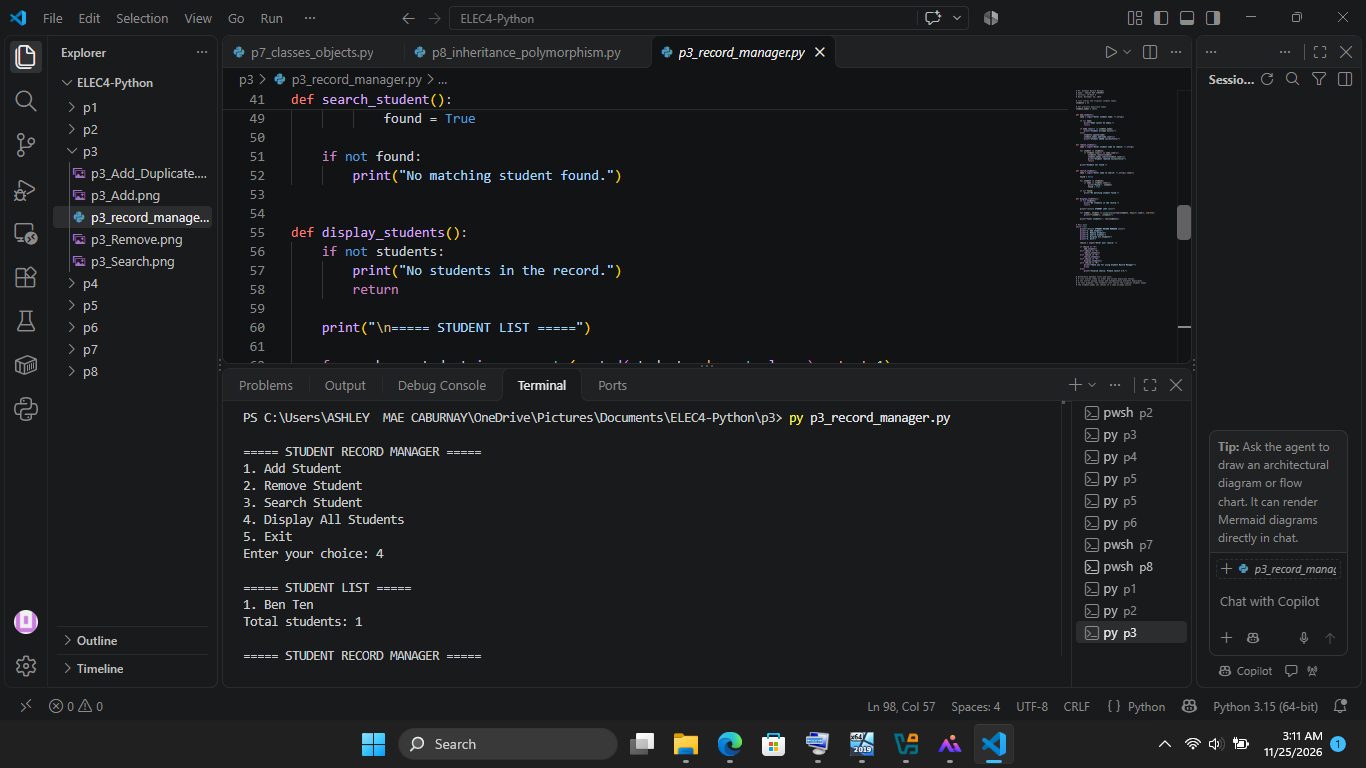 File Edit Selection View Go Run ··· ELEC4-Python
Explorer ···
ELEC4-Python
p1
p2
p3
p3_Add_Duplicate....
p3_Add.png
p3_record_manage...
p3_Remove.png
p3_Search.png
p4
p5
p6
p7
p8
Outline
Timeline
p7_classes_objects.py p8_inheritance_polymorphism.py p3_record_manager.py
p3 > p3_record_manager.py > ...
41 def search_student():
49 found = True
50
51 if not found:
52 print("No matching student found.")
53
54
55 def display_students():
56 if not students:
57 print("No students in the record.")
58 return
59
60 print("\n===== STUDENT LIST =====")
61
Problems Output Debug Console Terminal Ports
PS C:\Users\ASHLEY  MAE CABURNAY\OneDrive\Pictures\Documents\ELEC4-Python\p3> py p3_record_manager.py
===== STUDENT RECORD MANAGER =====
1. Add Student
2. Remove Student
3. Search Student
4. Display All Students
5. Exit
Enter your choice: 4
===== STUDENT LIST =====
1. Ben Ten
Total students: 1
===== STUDENT RECORD MANAGER =====
pwsh p2
py p3
py p4
py p5
py p5
py p6
pwsh p7
pwsh p8
py p1
py p2
py p3
Sessio...
Tip: Ask the agent to
draw an architectural
diagram or flow
chart. It can render
Mermaid diagrams
directly in chat.
p3_record_manag
Chat with Copilot
Copilot
0 0 Ln 98, Col 57 Spaces: 4 UTF-8 CRLF { } Python Python 3.15 (64-bit)
Search
x64
2019
3:11 AM
11/25/2026
1